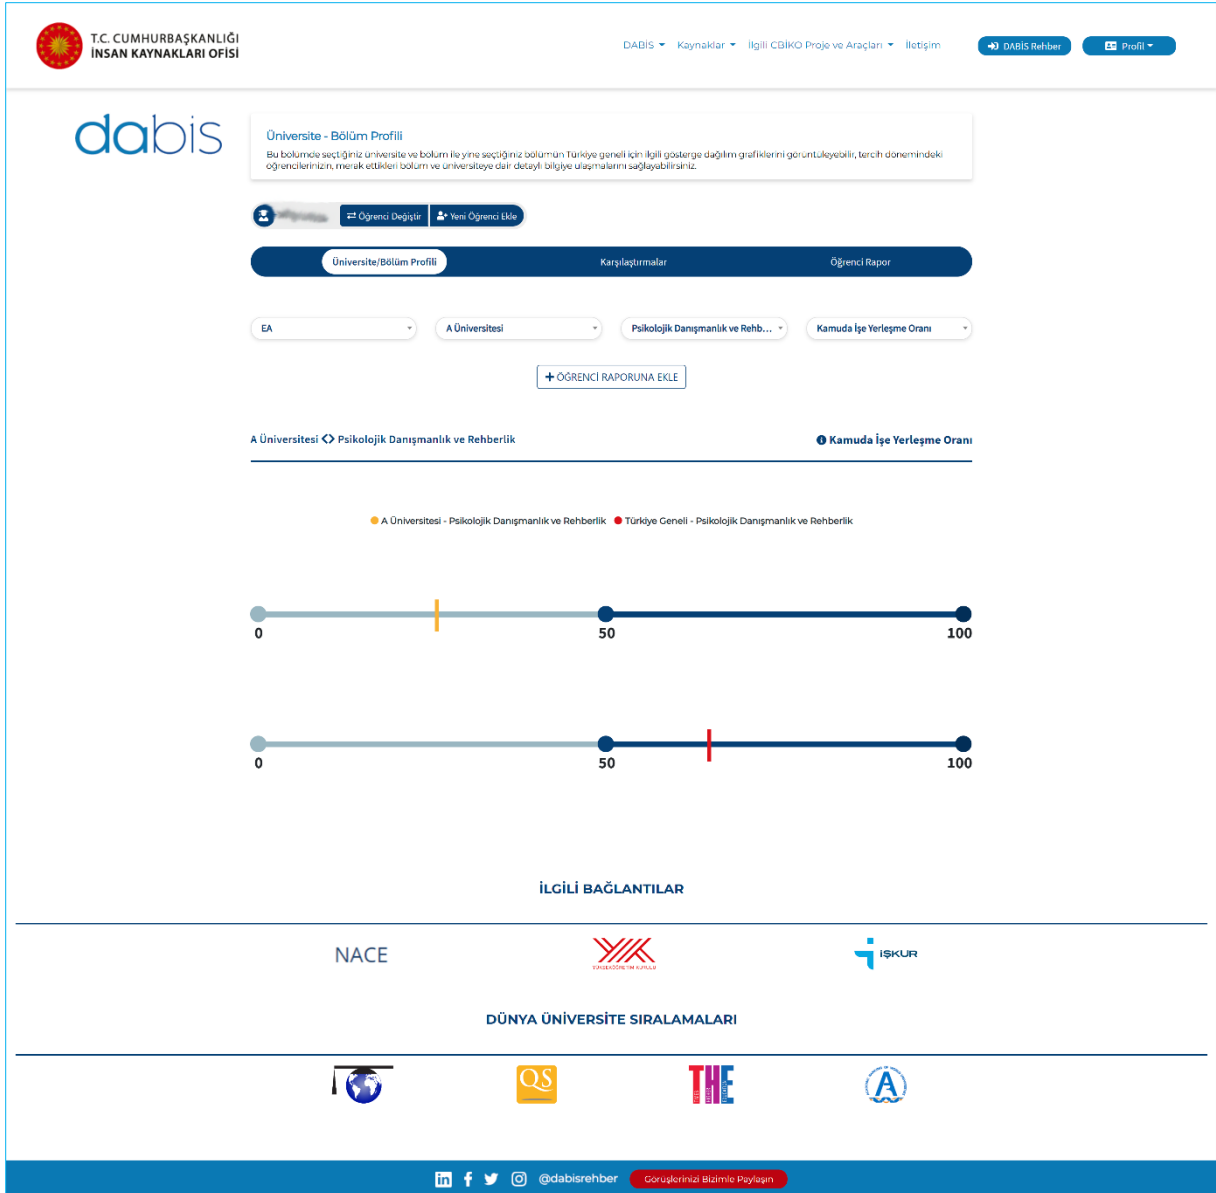 T.C. CUMHURBAŞKANLIĞI
İNSAN KAYNAKLARI OFİSİ
DABİS Kaynaklar İlgili CBİKO Proje ve Araçları İletişim DABİS Rehber Profil
dabis
Üniversite - Bölüm Profili
Bu bölümde seçtiğiniz üniversite ve bölüm ile yine seçtiğiniz bölümün Türkiye geneli için ilgili gösterge dağılım grafiklerini görüntüleyebilir, tercih dönemindeki
öğrencilerinizin, merak ettikleri bölüm ve üniversiteye dair detaylı bilgiye ulaşmalarını sağlayabilirsiniz.
Öğrenci Değiştir Yeni Öğrenci Ekle
Üniversite/Bölüm Profili Karşılaştırmalar Öğrenci Rapor
EA A Üniversitesi Psikolojik Danışmanlık ve Rehb... Kamuda İşe Yerleşme Oranı
+ ÖĞRENCİ RAPORUNA EKLE
A Üniversitesi <> Psikolojik Danışmanlık ve Rehberlik Kamuda İşe Yerleşme Oranı
A Üniversitesi - Psikolojik Danışmanlık ve Rehberlik Türkiye Geneli - Psikolojik Danışmanlık ve Rehberlik
0 50 100
0 50 100
İLGİLİ BAĞLANTILAR
NACE YÜKSEKÖĞRETİM KURULU İŞKUR
DÜNYA ÜNİVERSİTE SIRALAMALARI
QS THE A
@dabisrehber Görüşlerinizi Bizimle Paylaşın